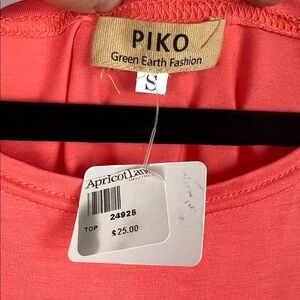 PIKO
Green Earth Fashion
S
ApricotLane
24925
TOP $25.00